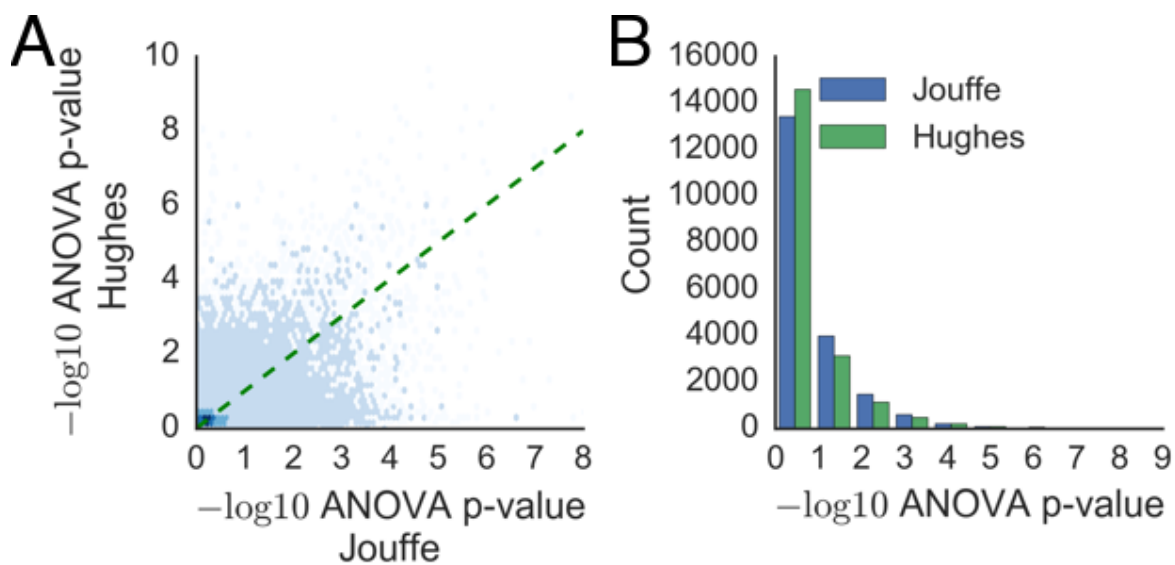 A
−log10 ANOVA p-value
Hughes
10
8
6
4
2
0
0 1 2 3 4 5 6 7 8
−log10 ANOVA p-value
Jouffe
B
Count
16000
14000
12000
10000
8000
6000
4000
2000
0
Jouffe
Hughes
0 1 2 3 4 5 6 7 8 9
−log10 ANOVA p-value